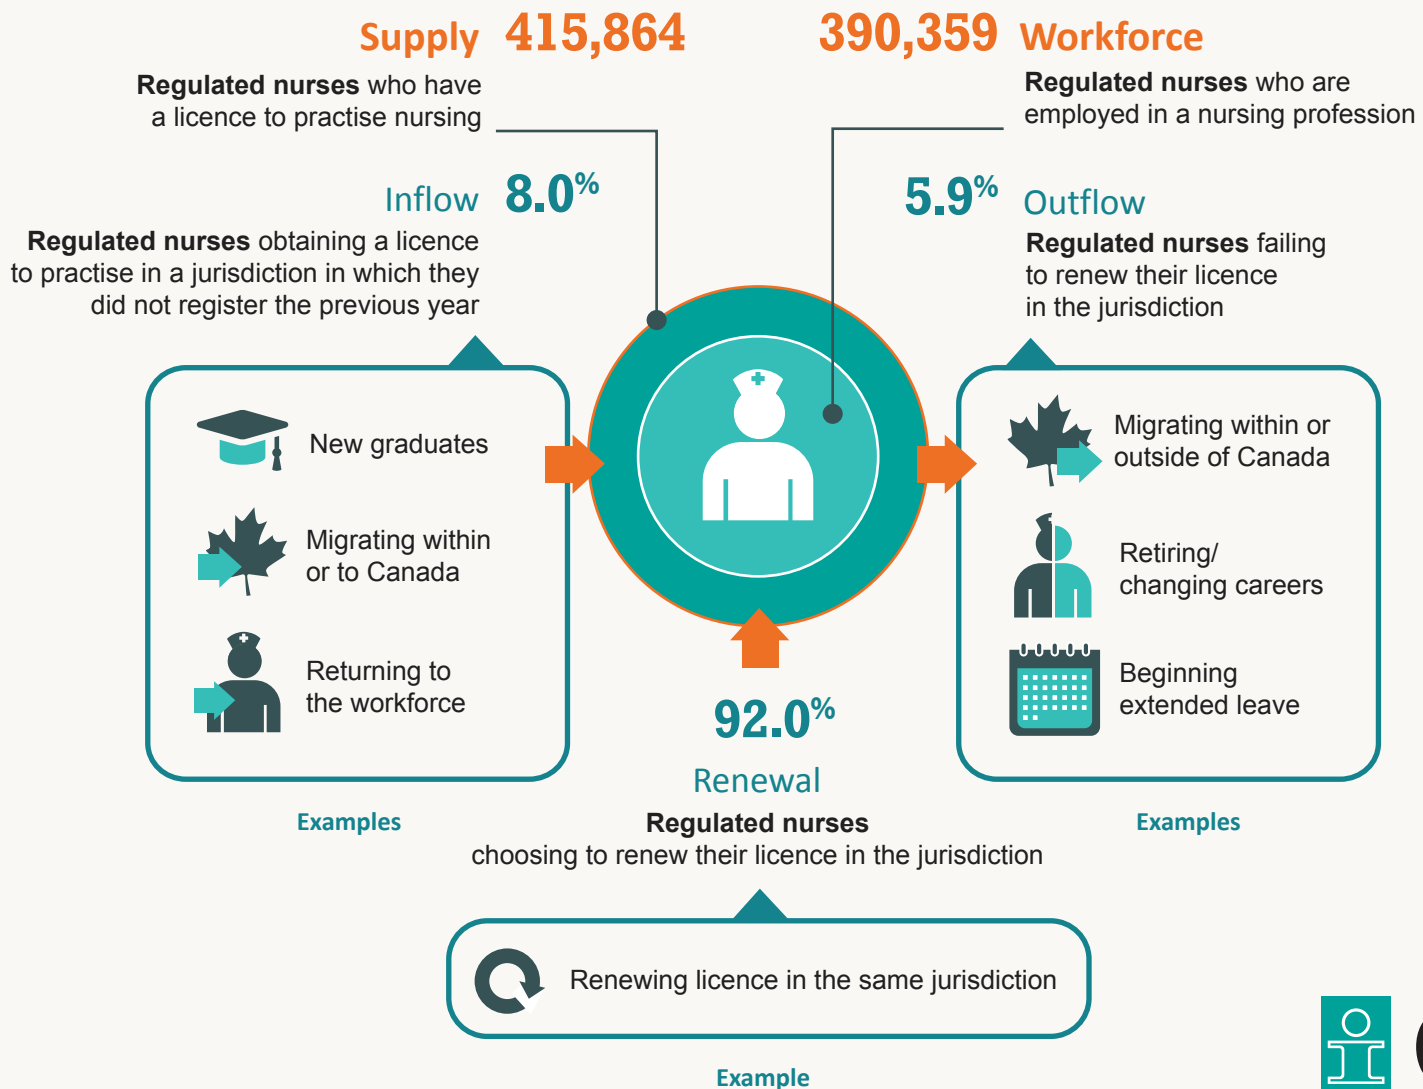 Supply 415,864
Regulated nurses who have
a licence to practise nursing
390,359 Workforce
Regulated nurses who are
employed in a nursing profession
Inflow 8.0%
Regulated nurses obtaining a licence
to practise in a jurisdiction in which they
did not register the previous year
5.9% Outflow
Regulated nurses failing
to renew their licence
in the jurisdiction
New graduates
Migrating within
or to Canada
Returning to
the workforce
Examples
Migrating within or
outside of Canada
Retiring/
changing careers
Beginning
extended leave
Examples
92.0%
Renewal
Regulated nurses
choosing to renew their licence in the jurisdiction
Renewing licence in the same jurisdiction
Example